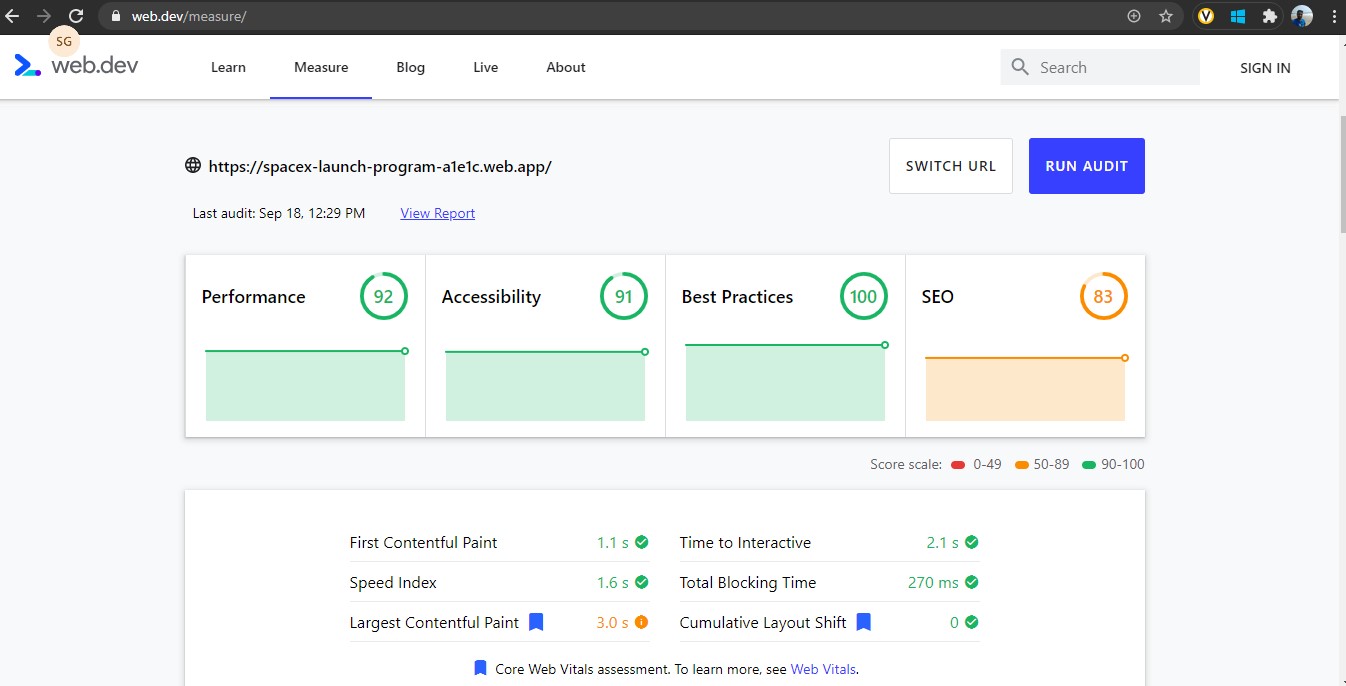 web.dev/measure/
SG
web.dev Learn Measure Blog Live About Search SIGN IN
https://spacex-launch-program-a1e1c.web.app/ SWITCH URL RUN AUDIT
Last audit: Sep 18, 12:29 PM View Report
Performance 92 Accessibility 91 Best Practices 100 SEO 83
Score scale: 0-49 50-89 90-100
First Contentful Paint 1.1 s Time to Interactive 2.1 s
Speed Index 1.6 s Total Blocking Time 270 ms
Largest Contentful Paint 3.0 s Cumulative Layout Shift 0
Core Web Vitals assessment. To learn more, see Web Vitals.